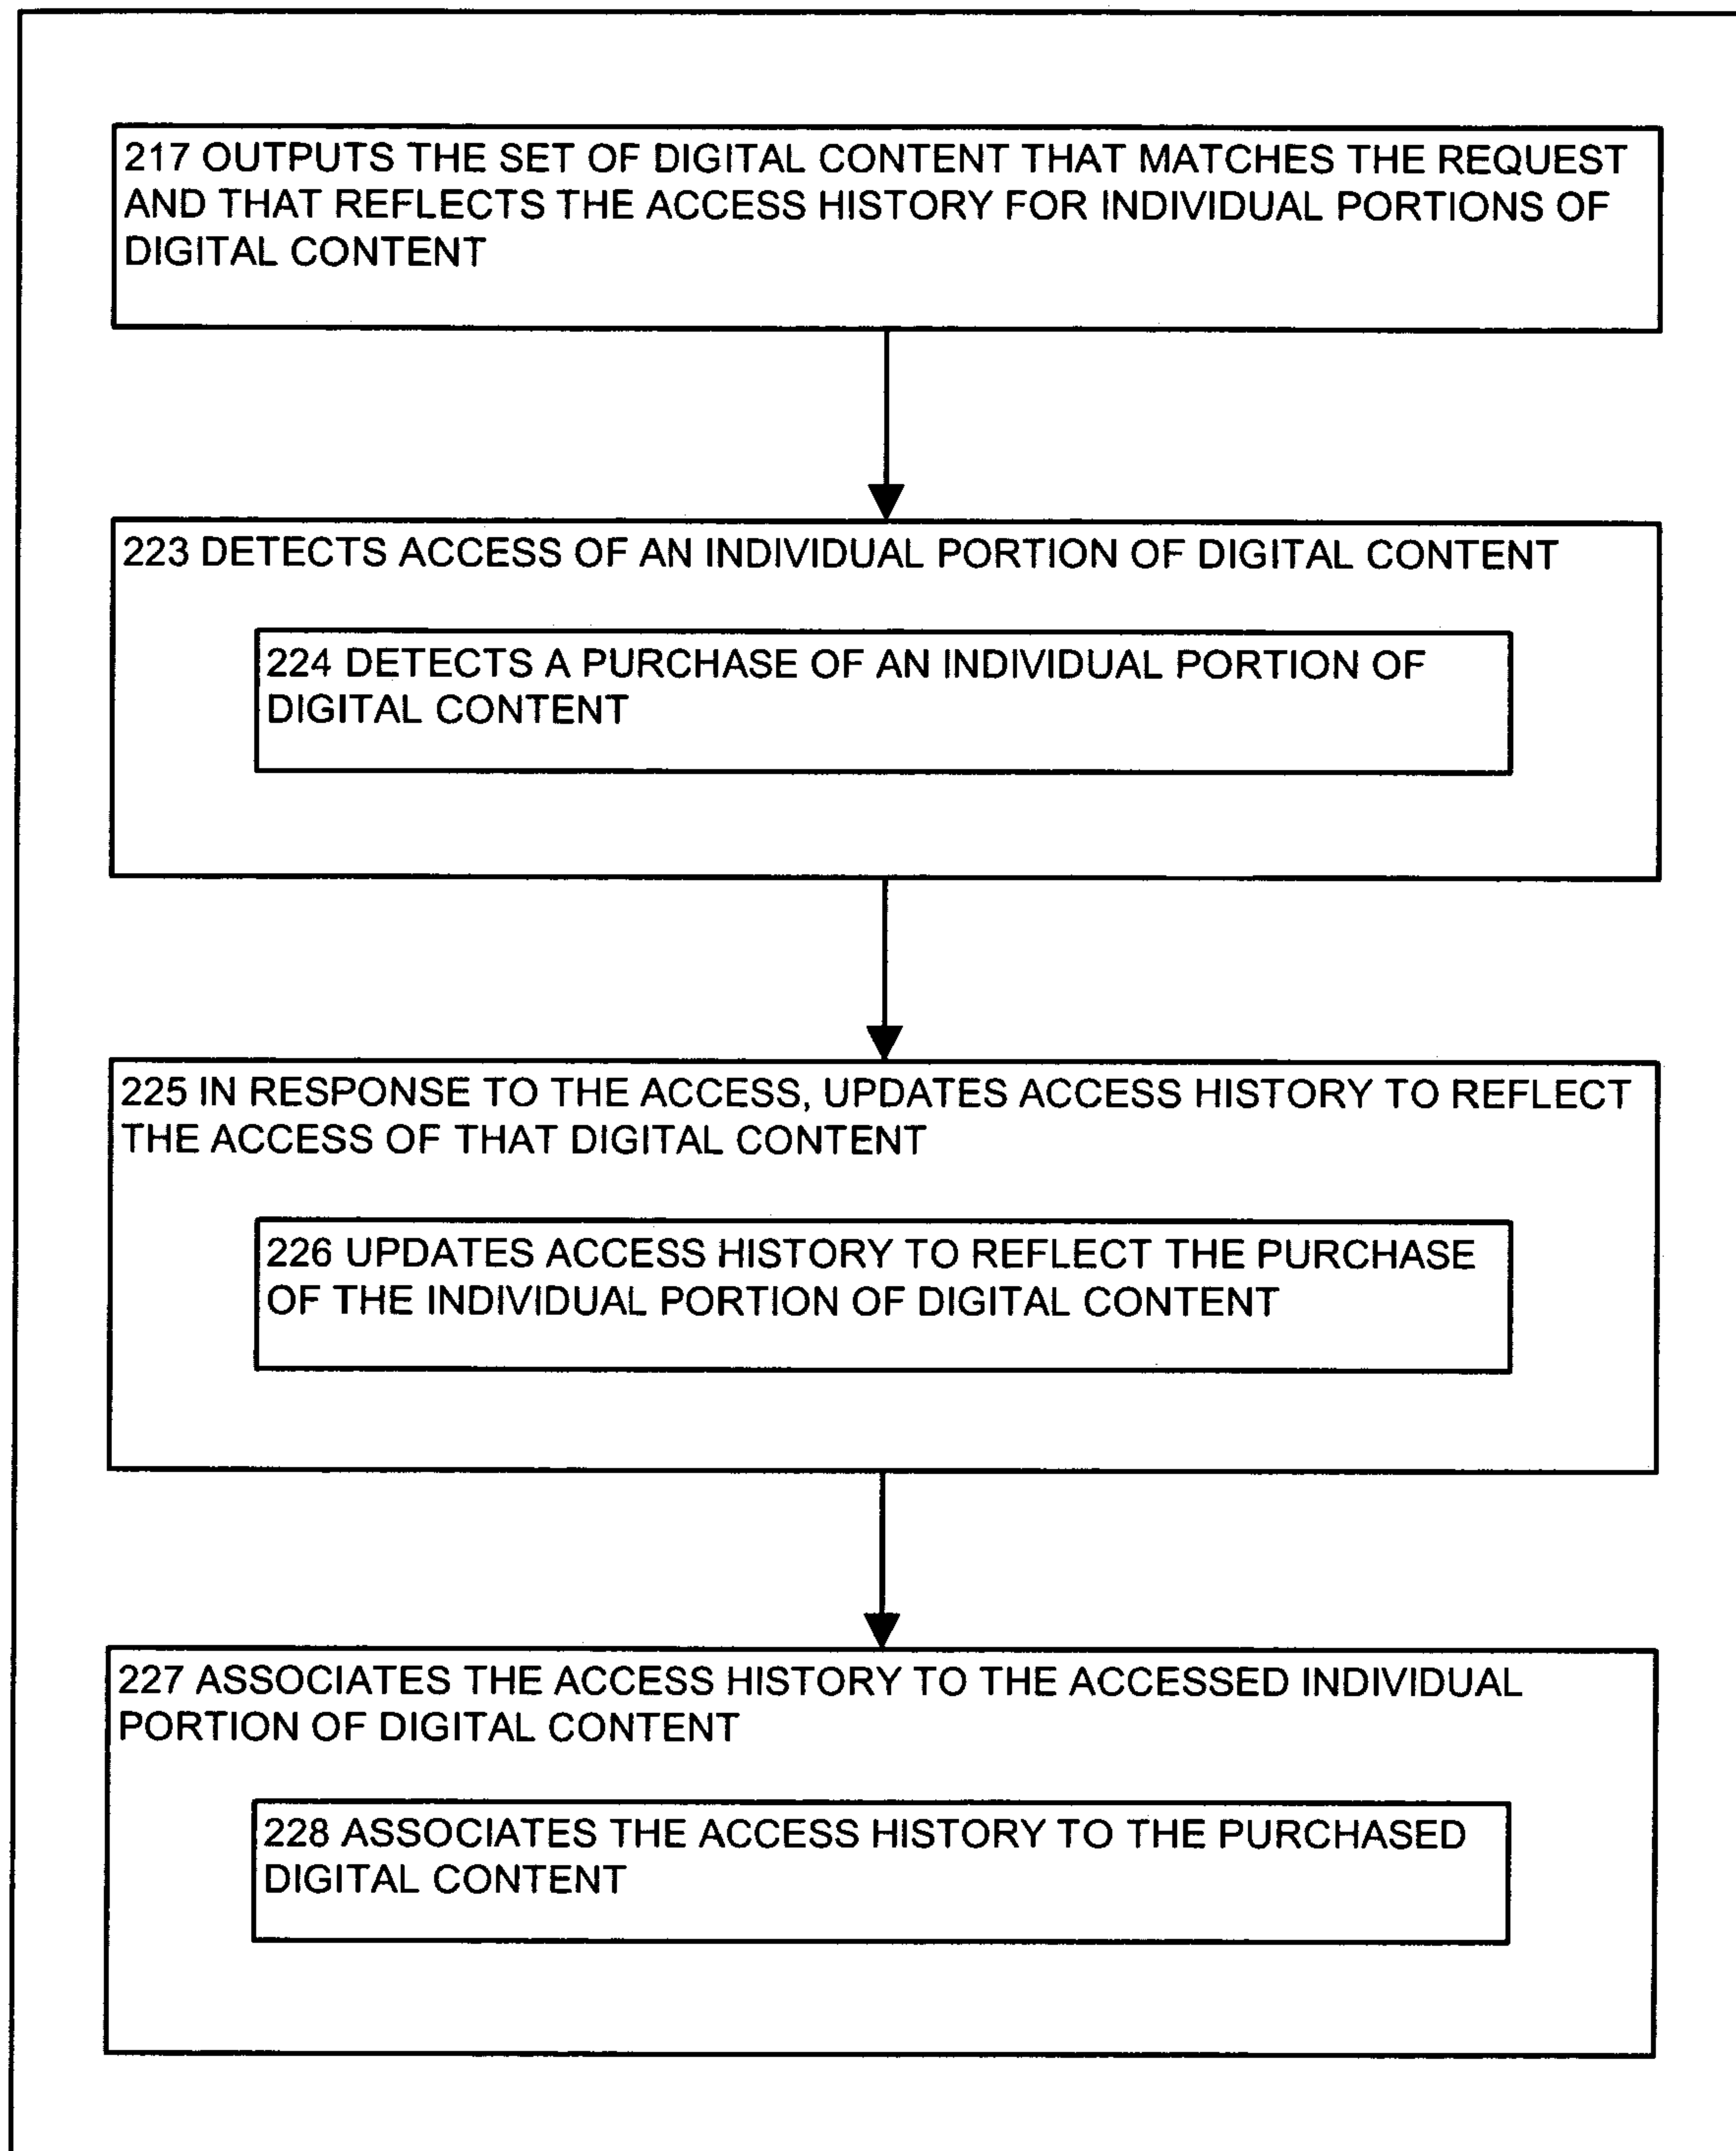 217 OUTPUTS THE SET OF DIGITAL CONTENT THAT MATCHES THE REQUEST
AND THAT REFLECTS THE ACCESS HISTORY FOR INDIVIDUAL PORTIONS OF
DIGITAL CONTENT
223 DETECTS ACCESS OF AN INDIVIDUAL PORTION OF DIGITAL CONTENT
224 DETECTS A PURCHASE OF AN INDIVIDUAL PORTION OF
DIGITAL CONTENT
225 IN RESPONSE TO THE ACCESS, UPDATES ACCESS HISTORY TO REFLECT
THE ACCESS OF THAT DIGITAL CONTENT
226 UPDATES ACCESS HISTORY TO REFLECT THE PURCHASE
OF THE INDIVIDUAL PORTION OF DIGITAL CONTENT
227 ASSOCIATES THE ACCESS HISTORY TO THE ACCESSED INDIVIDUAL
PORTION OF DIGITAL CONTENT
228 ASSOCIATES THE ACCESS HISTORY TO THE PURCHASED
DIGITAL CONTENT